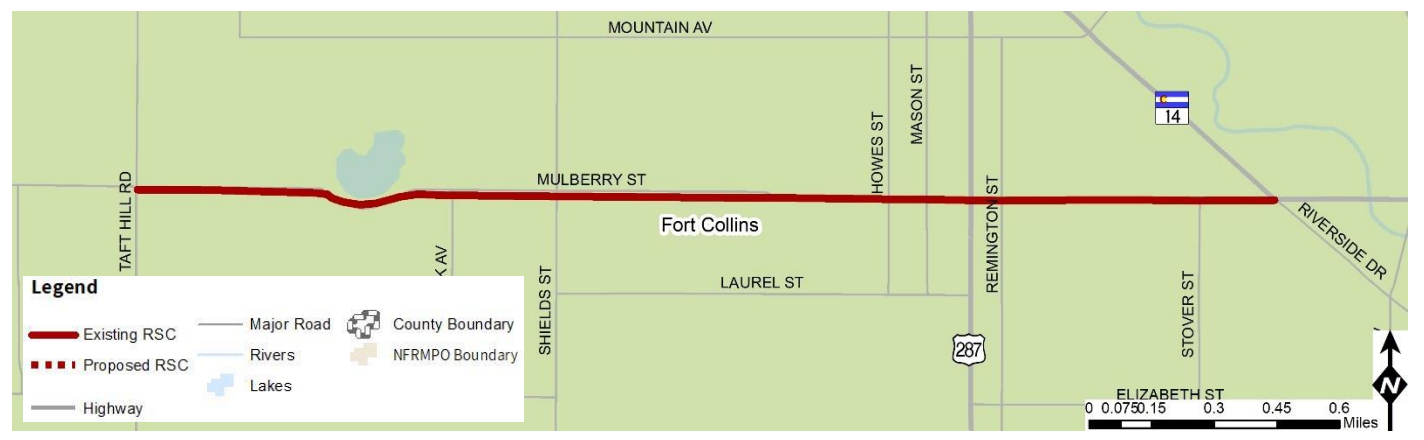 MOUNTAIN AV
MASON ST
HOWES ST
14
TAFT HILL RD
MULBERRY ST
REMINGTON ST
Fort Collins
RIVERSIDE DR
K AV
SHIELDS ST
LAUREL ST
STOVER ST
287
ELIZABETH ST
Legend
Existing RSC
Proposed RSC
Highway
Major Road
Rivers
Lakes
County Boundary
NFRMPO Boundary
0 0.075 0.15 0.3 0.45 0.6
Miles
N